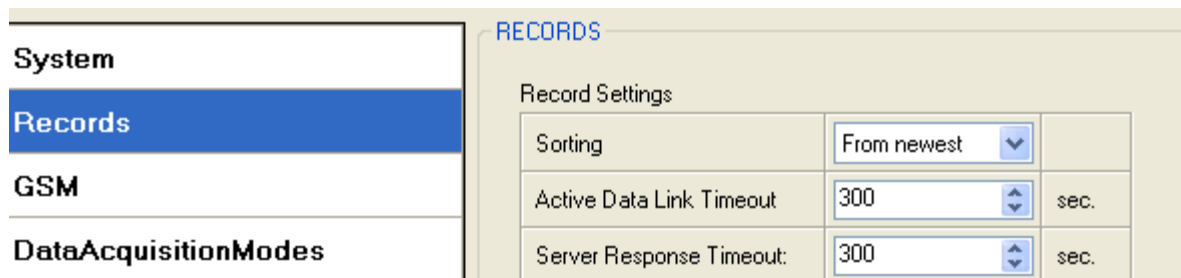 System
Records
GSM
DataAcquisitionModes
RECORDS
Record Settings
Sorting From newest
Active Data Link Timeout 300 sec.
Server Response Timeout: 300 sec.